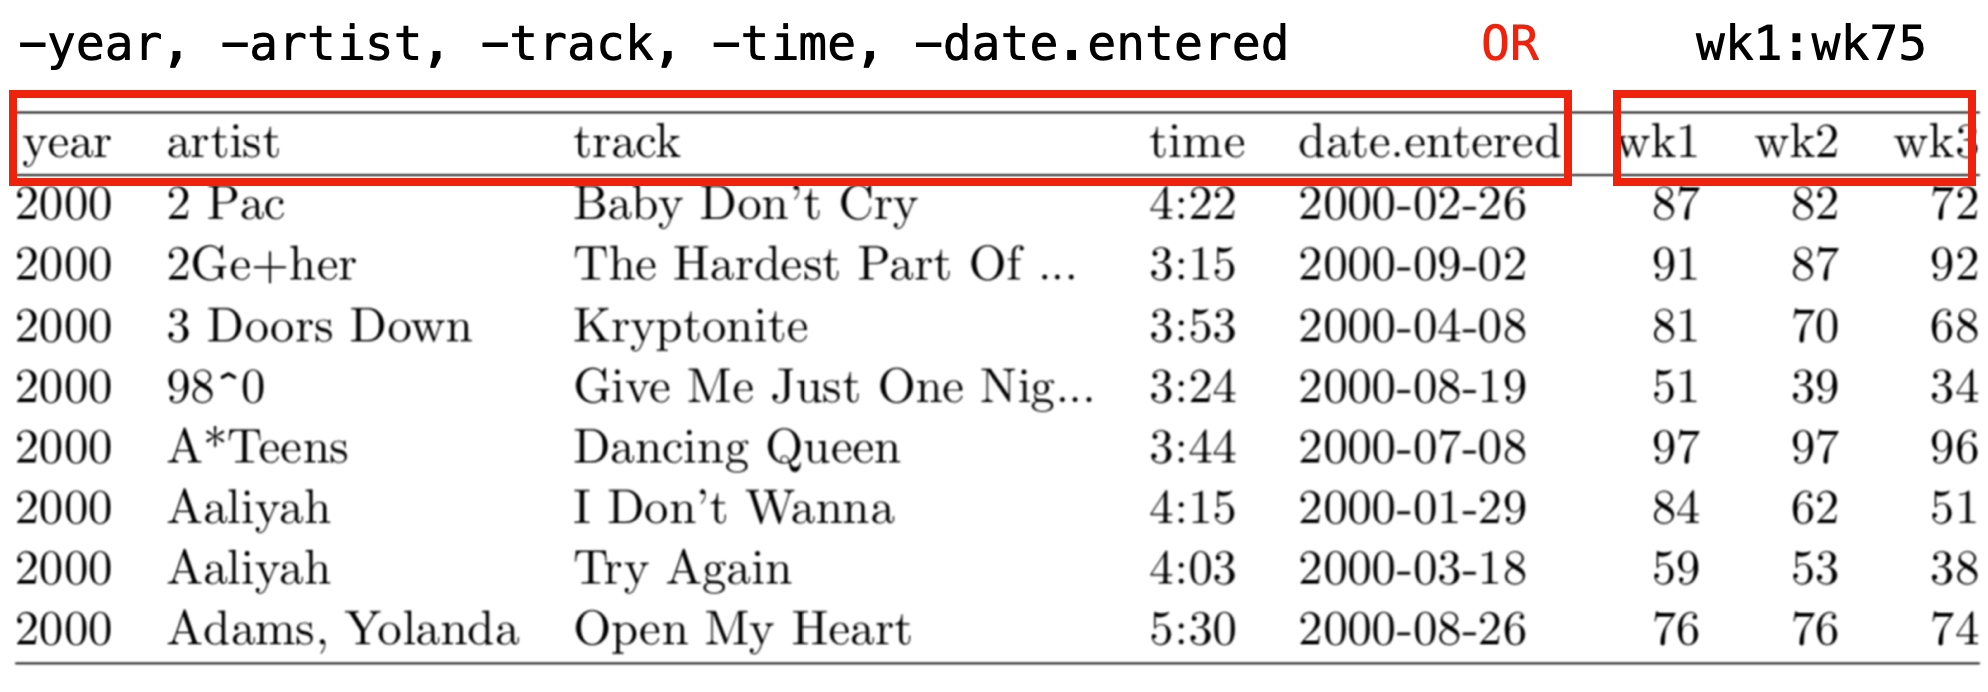 -year, -artist, -track, -time, -date.entered OR wk1:wk75
year artist track time date.entered wk1 wk2 wk3
2000 2 Pac Baby Don't Cry 4:22 2000-02-26 87 82 72
2000 2Ge+her The Hardest Part Of ... 3:15 2000-09-02 91 87 92
2000 3 Doors Down Kryptonite 3:53 2000-04-08 81 70 68
2000 98^0 Give Me Just One Nig... 3:24 2000-08-19 51 39 34
2000 A*Teens Dancing Queen 3:44 2000-07-08 97 97 96
2000 Aaliyah I Don't Wanna 4:15 2000-01-29 84 62 51
2000 Aaliyah Try Again 4:03 2000-03-18 59 53 38
2000 Adams, Yolanda Open My Heart 5:30 2000-08-26 76 76 74